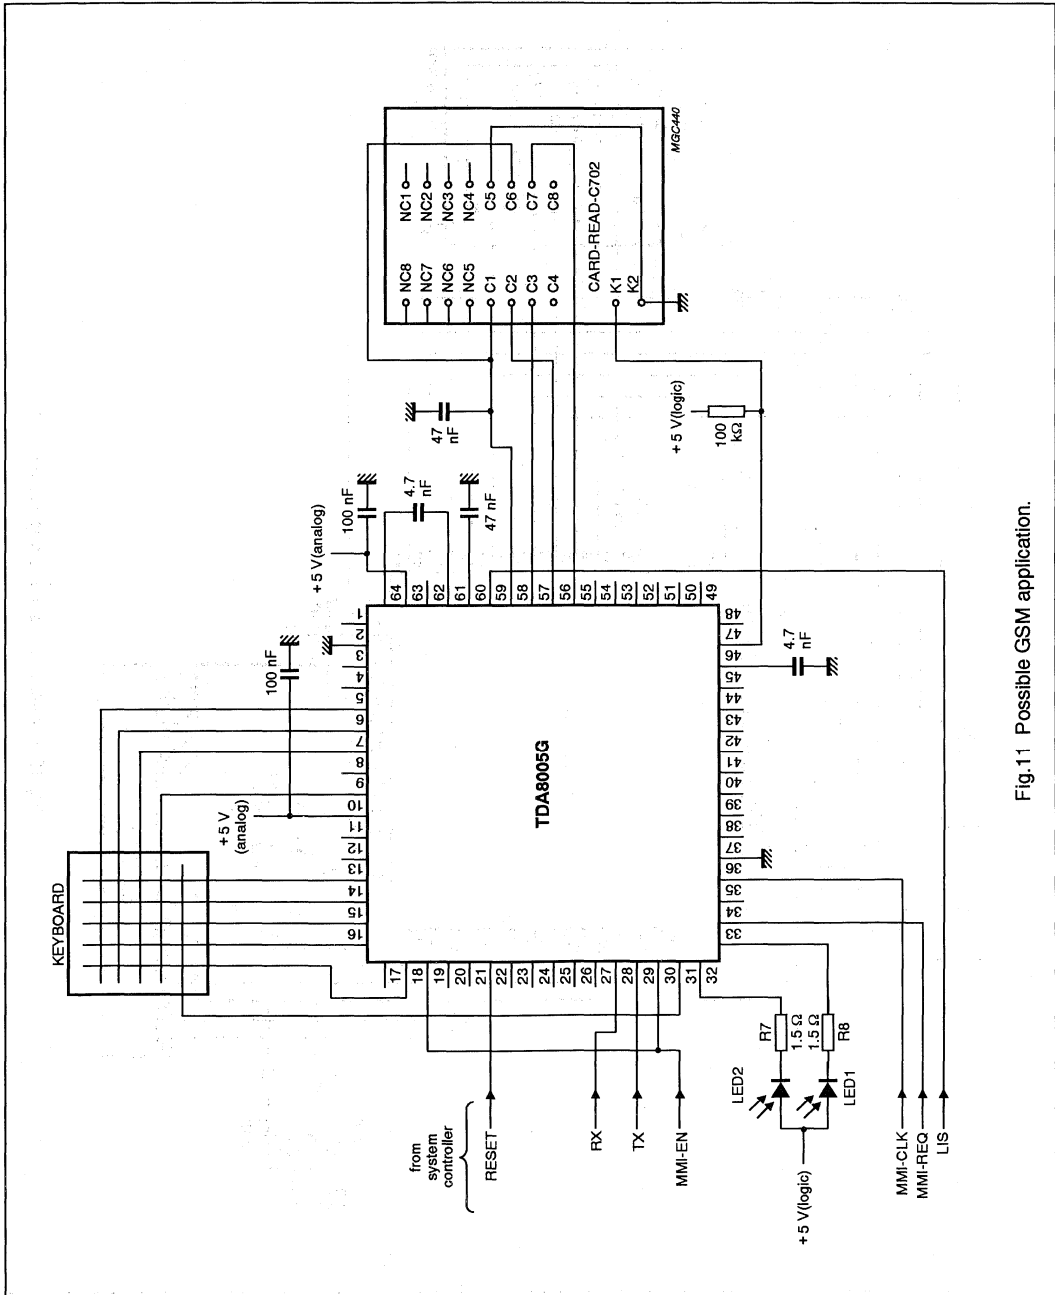 MGC440
NC1
NC2
NC3
NC4
C5
C6
C7
C8
NC8
NC7
NC6
NC5
C1
C2
C3
C4
CARD-READ-C702
K1
K2
47
nF
+ 5 V(logic)
100
kΩ
100 nF
4.7
nF
47 nF
+ 5 V(analog)
64
63
62
61
60
59
58
57
56
55
54
53
52
51
50
49
100 nF
+ 5 V
(analog)
KEYBOARD
1
2
3
4
5
6
7
8
9
10
11
12
13
14
15
16
TDA8005G
48
47
46
45
44
43
42
41
40
39
38
37
36
35
34
33
4.7
nF
17
18
19
20
21
22
23
24
25
26
27
28
29
30
31
32
from
system
controller
RESET
RX
TX
MMI-EN
R7
1.5 Ω
1.5 Ω
R8
LED2
LED1
+ 5 V(logic)
MMI-CLK
MMI-REQ
LIS
Fig.11 Possible GSM application.